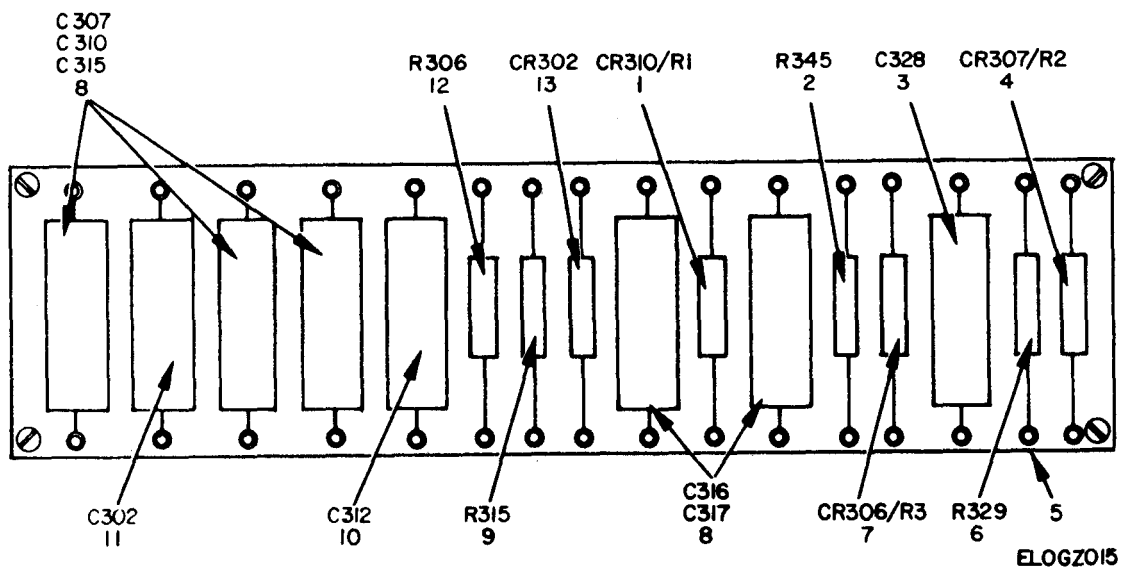 C307
C310
C315
8
R306
12
CR302
13
CR310/R1
1
R345
2
C328
3
CR307/R2
4
C302
11
C312
10
R315
9
C316
C317
8
CR306/R3
7
R329
6
5
ELOGZ015